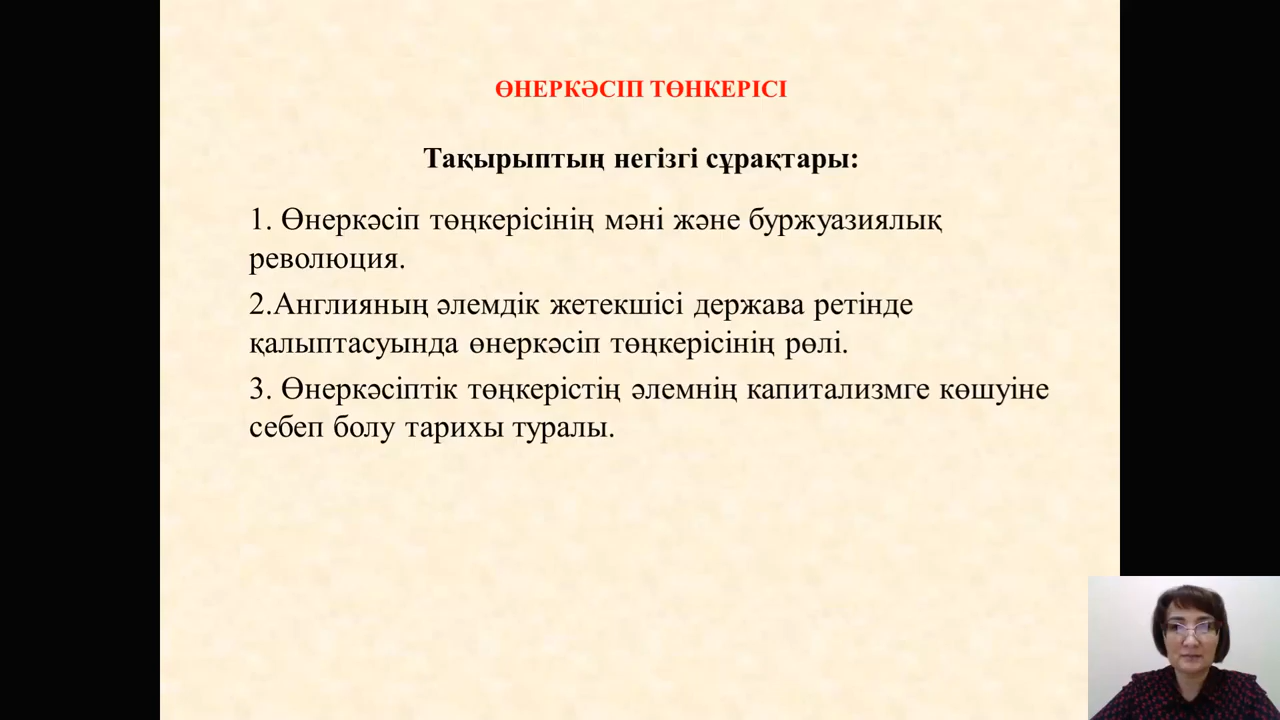 ӨНЕРКӘСІП ТӨНКЕРІСІ
Тақырыптың негізгі сұрақтары:
1. Өнеркәсіп төңкерісінің мәні және буржуазиялық
революция.
2.Англияның әлемдік жетекшісі держава ретінде
қалыптасуында өнеркәсіп төңкерісінің рөлі.
3. Өнеркәсіптік төңкерістің әлемнің капитализмге көшуіне
себеп болу тарихы туралы.